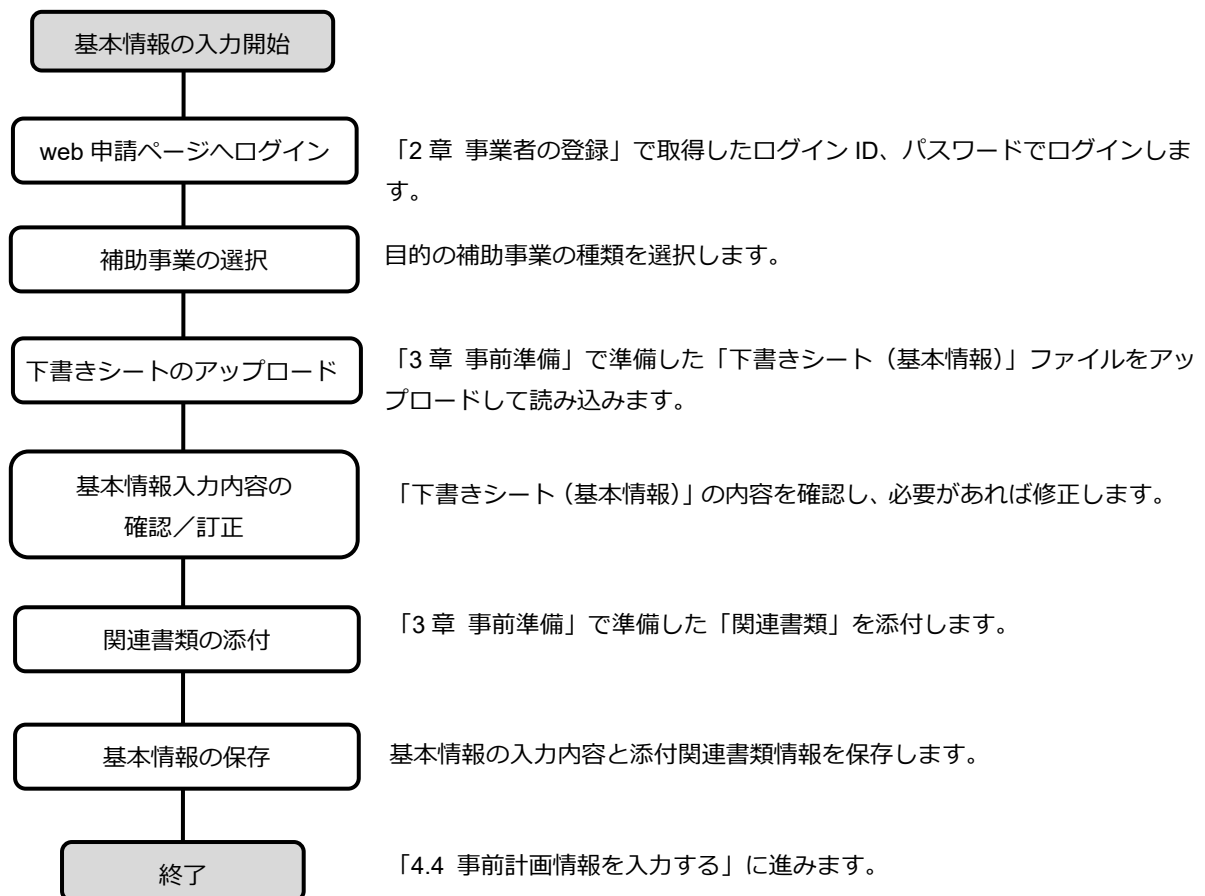 基本情報の入力開始
web 申請ページへログイン
「2 章 事業者の登録」で取得したログイン ID、パスワードでログインしま
す。
補助事業の選択
目的の補助事業の種類を選択します。
下書きシートのアップロード
「3 章 事前準備」で準備した「下書きシート（基本情報）」ファイルをアッ
プロードして読み込みます。
基本情報入力内容の
確認／訂正
「下書きシート（基本情報）」の内容を確認し、必要があれば修正します。
関連書類の添付
「3 章 事前準備」で準備した「関連書類」を添付します。
基本情報の保存
基本情報の入力内容と添付関連書類情報を保存します。
終了
「4.4 事前計画情報を入力する」に進みます。